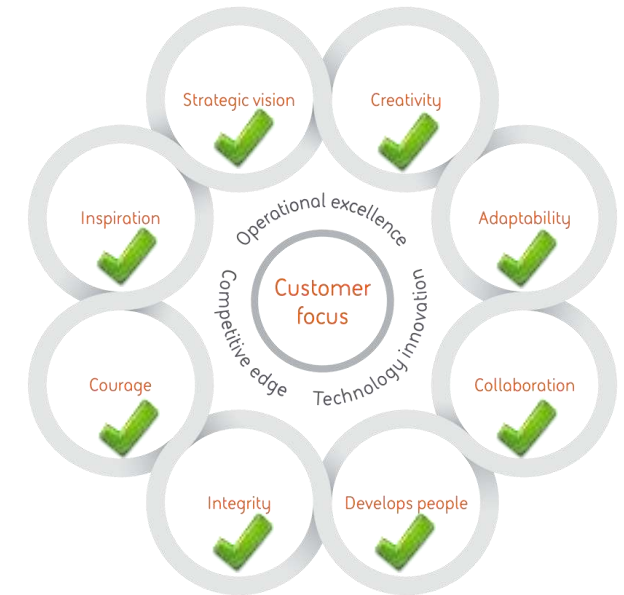 Strategic vision
Creativity
Inspiration
Adaptability
Operational excellence
Customer
focus
Competitive edge
Technology innovation
Courage
Collaboration
Integrity
Develops people